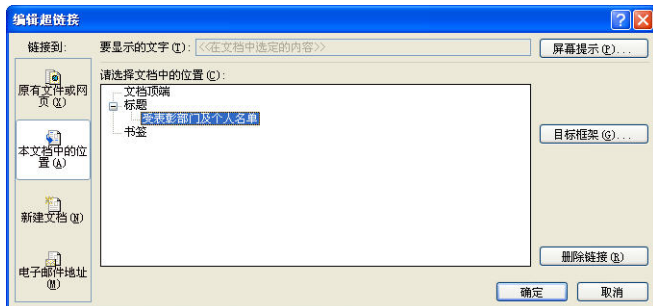 编辑超链接
链接到:
要显示的文字(T): <<在文档中选定的内容>>
屏幕提示(P)...
原有文件或网页(X)
请选择文档中的位置(C):
文档顶端
标题
受表彰部门及个人名单
书签
本文档中的位置(A)
目标框架(G)...
新建文档(N)
电子邮件地址(M)
删除链接(R)
确定
取消